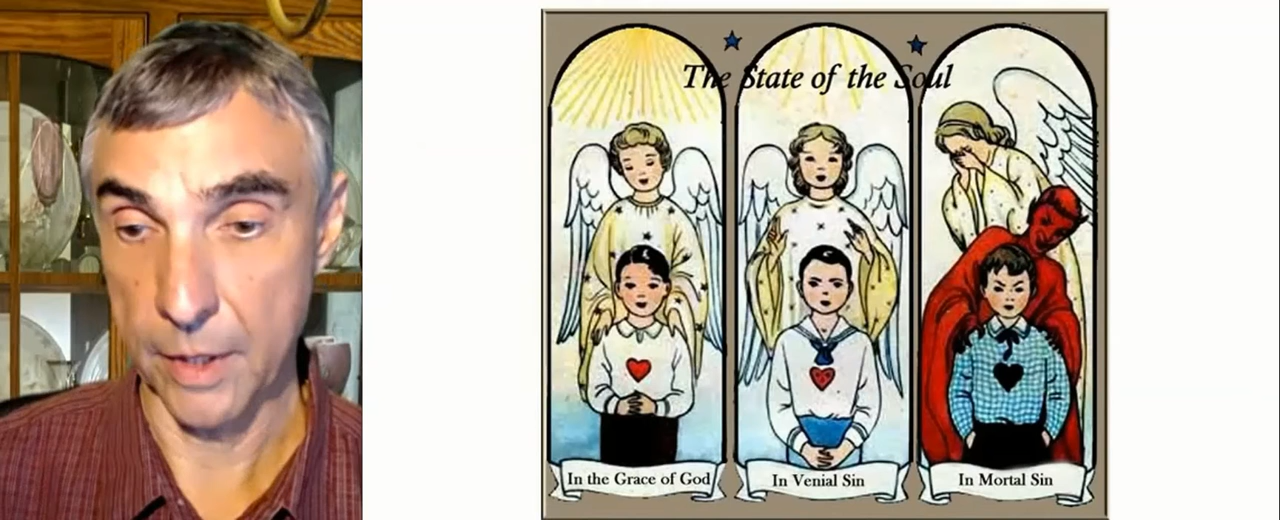 The State of the Soul
In the Grace of God
In Venial Sin
In Mortal Sin